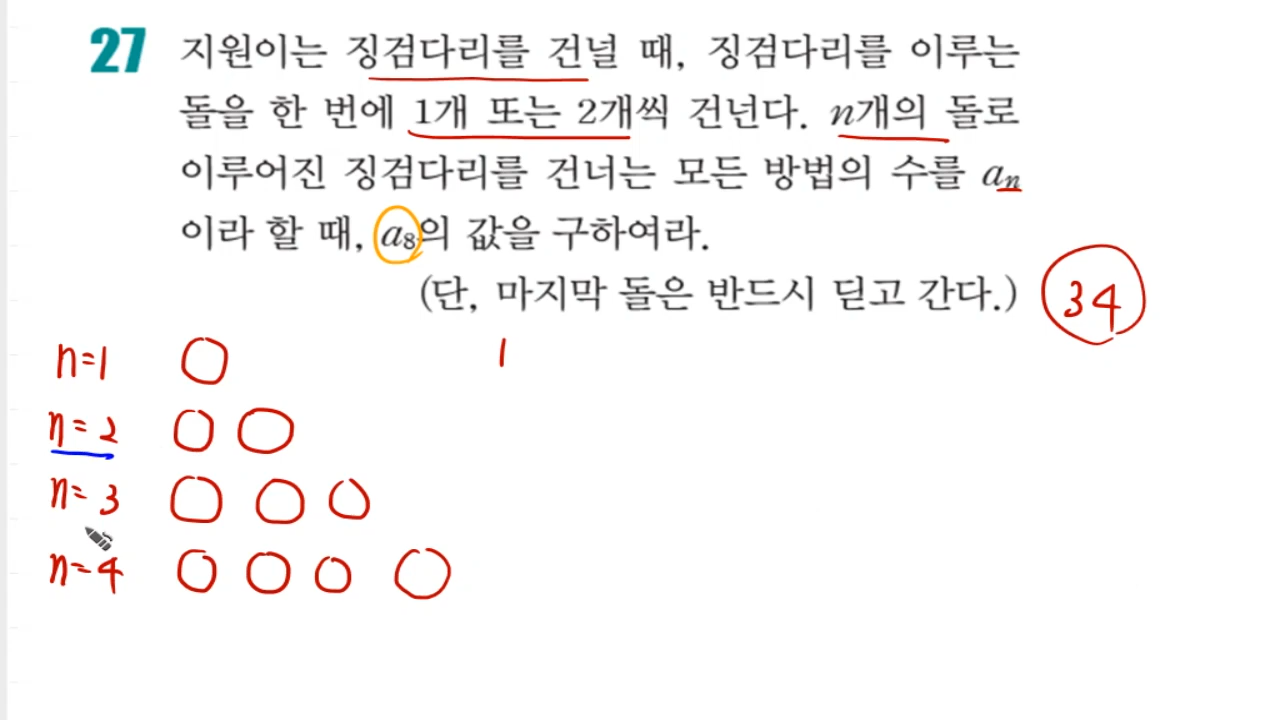 27 지원이는 징검다리를 건널 때, 징검다리를 이루는
돌을 한 번에 1개 또는 2개씩 건넌다. n개의 돌로
이루어진 징검다리를 건너는 모든 방법의 수를 aₙ
이라 할 때, a₈의 값을 구하여라.
(단, 마지막 돌은 반드시 딛고 간다.) 34
n=1 1
n=2
n=3
n=4